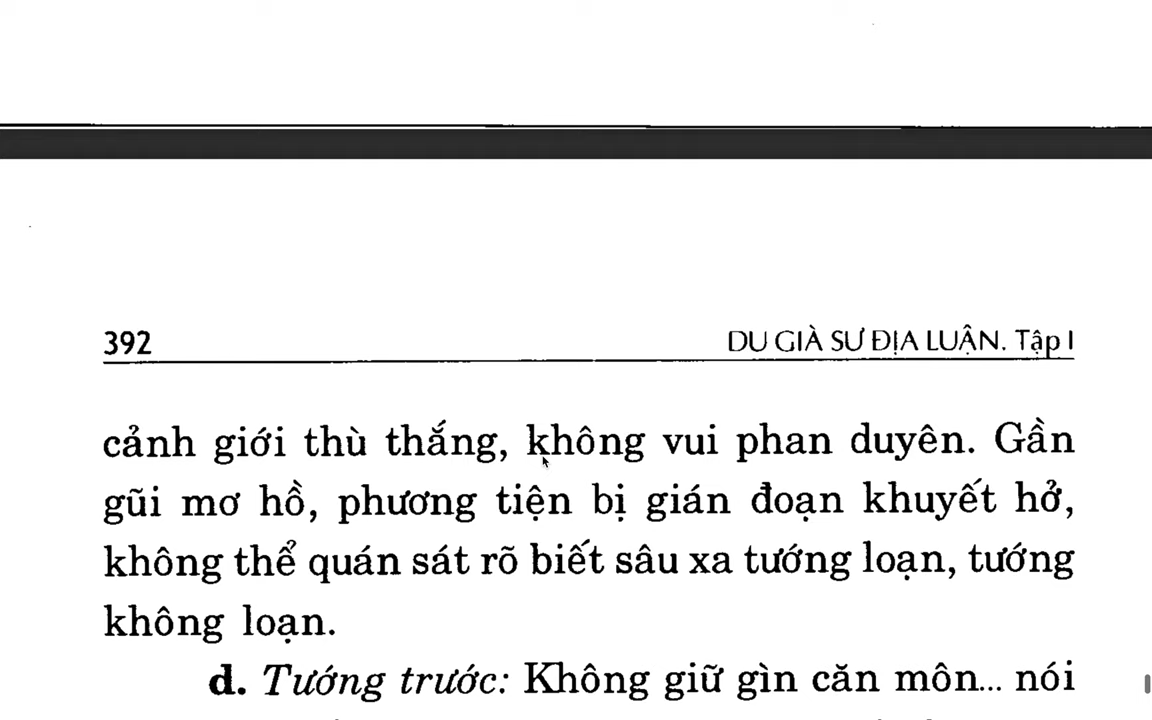 392 DU GIÀ SƯ ĐỊA LUẬN. Tập I
cảnh giới thù thắng, không vui phan duyên. Gần
gũi mơ hồ, phương tiện bị gián đoạn khuyết hở,
không thể quán sát rõ biết sâu xa tướng loạn, tướng
không loạn.
d. Tướng trước: Không giữ gìn căn môn... nói